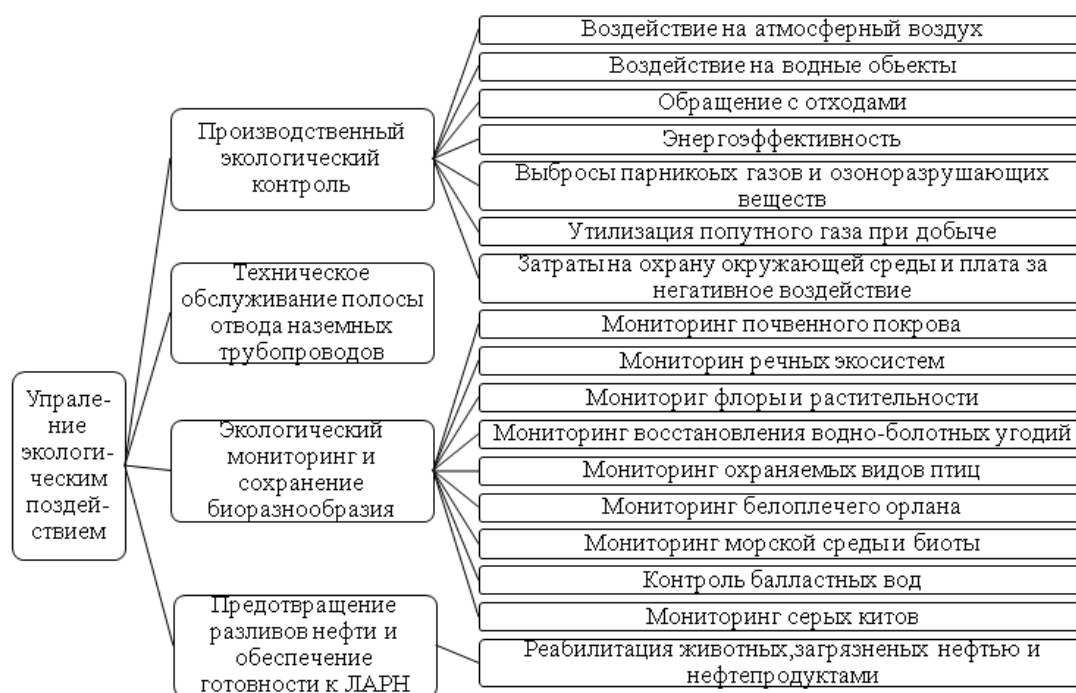 Упрале-
ние
экологи-
ческим
поздей-
ствием
Производственный
экологический
контроль
Воздействие на атмосферный воздух
Воздействие на водные обьекты
Обращение с отходами
Энергоэффективность
Выбросы парникоых газов и озоноразрушающих
веществ
Утилизация попутного газа при добыче
Затраты на охрану окружающей среды и плата за
негативное воздействие
Техническое
обслуживание полосы
отвода наземных
трубопроводов
Экологический
мониторинг и
сохранение
биоразнообразия
Мониторинг почвенного покрова
Мониторин речных экосистем
Мониториг флоры и растительности
Мониторинг восстановления водно-болотных угодий
Мониторинг охраняемых видов птиц
Мониторинг белоплечего орлана
Мониторинг морской среды и биоты
Контроль балластных вод
Мониторинг серых китов
Предотвращение
разливов нефти и
обеспечение
готовности к ЛАРН
Реабилитация животных,загрязненых нефтью и
нефтепродуктами